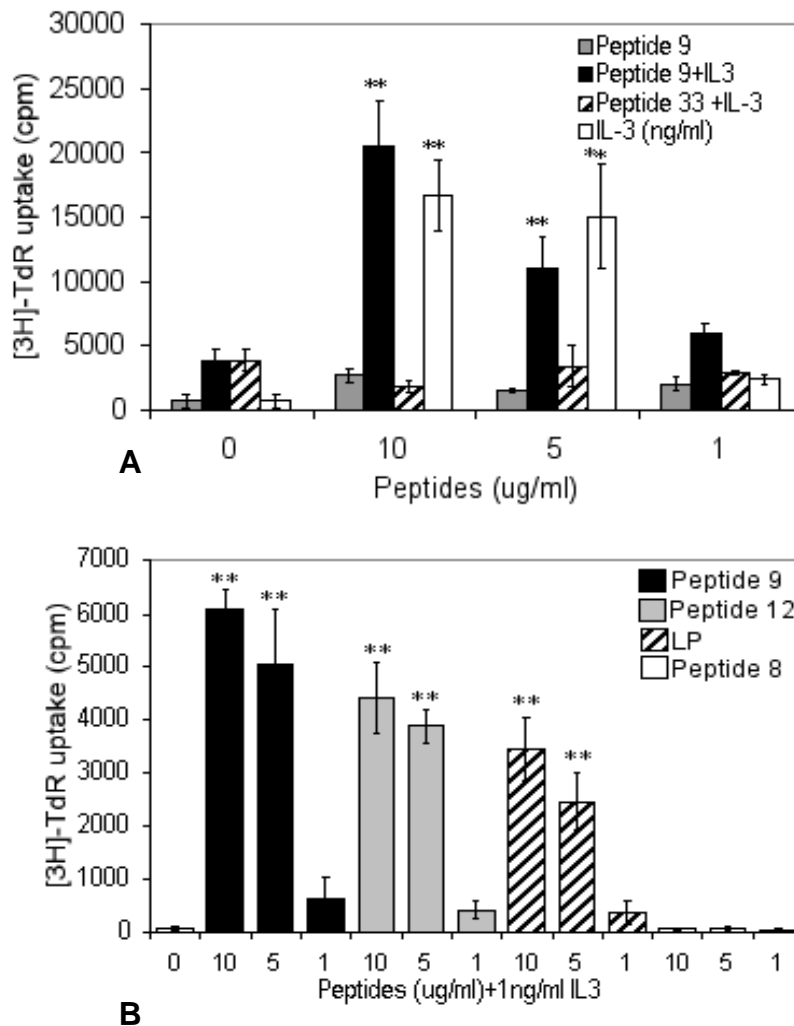 30000
25000
20000
15000
10000
5000
0
[3H]-TdR uptake (cpm)
Peptide 9
Peptide 9+IL3
Peptide 33 +IL-3
IL-3 (ng/ml)
** ** ** **
0 10 5 1
Peptides (ug/ml)
A
7000
6000
5000
4000
3000
2000
1000
0
[3H]-TdR uptake (cpm)
Peptide 9
Peptide 12
LP
Peptide 8
** ** ** ** ** **
0 10 5 1 10 5 1 10 5 1 10 5 1
Peptides (ug/ml)+1ng/ml IL3
B